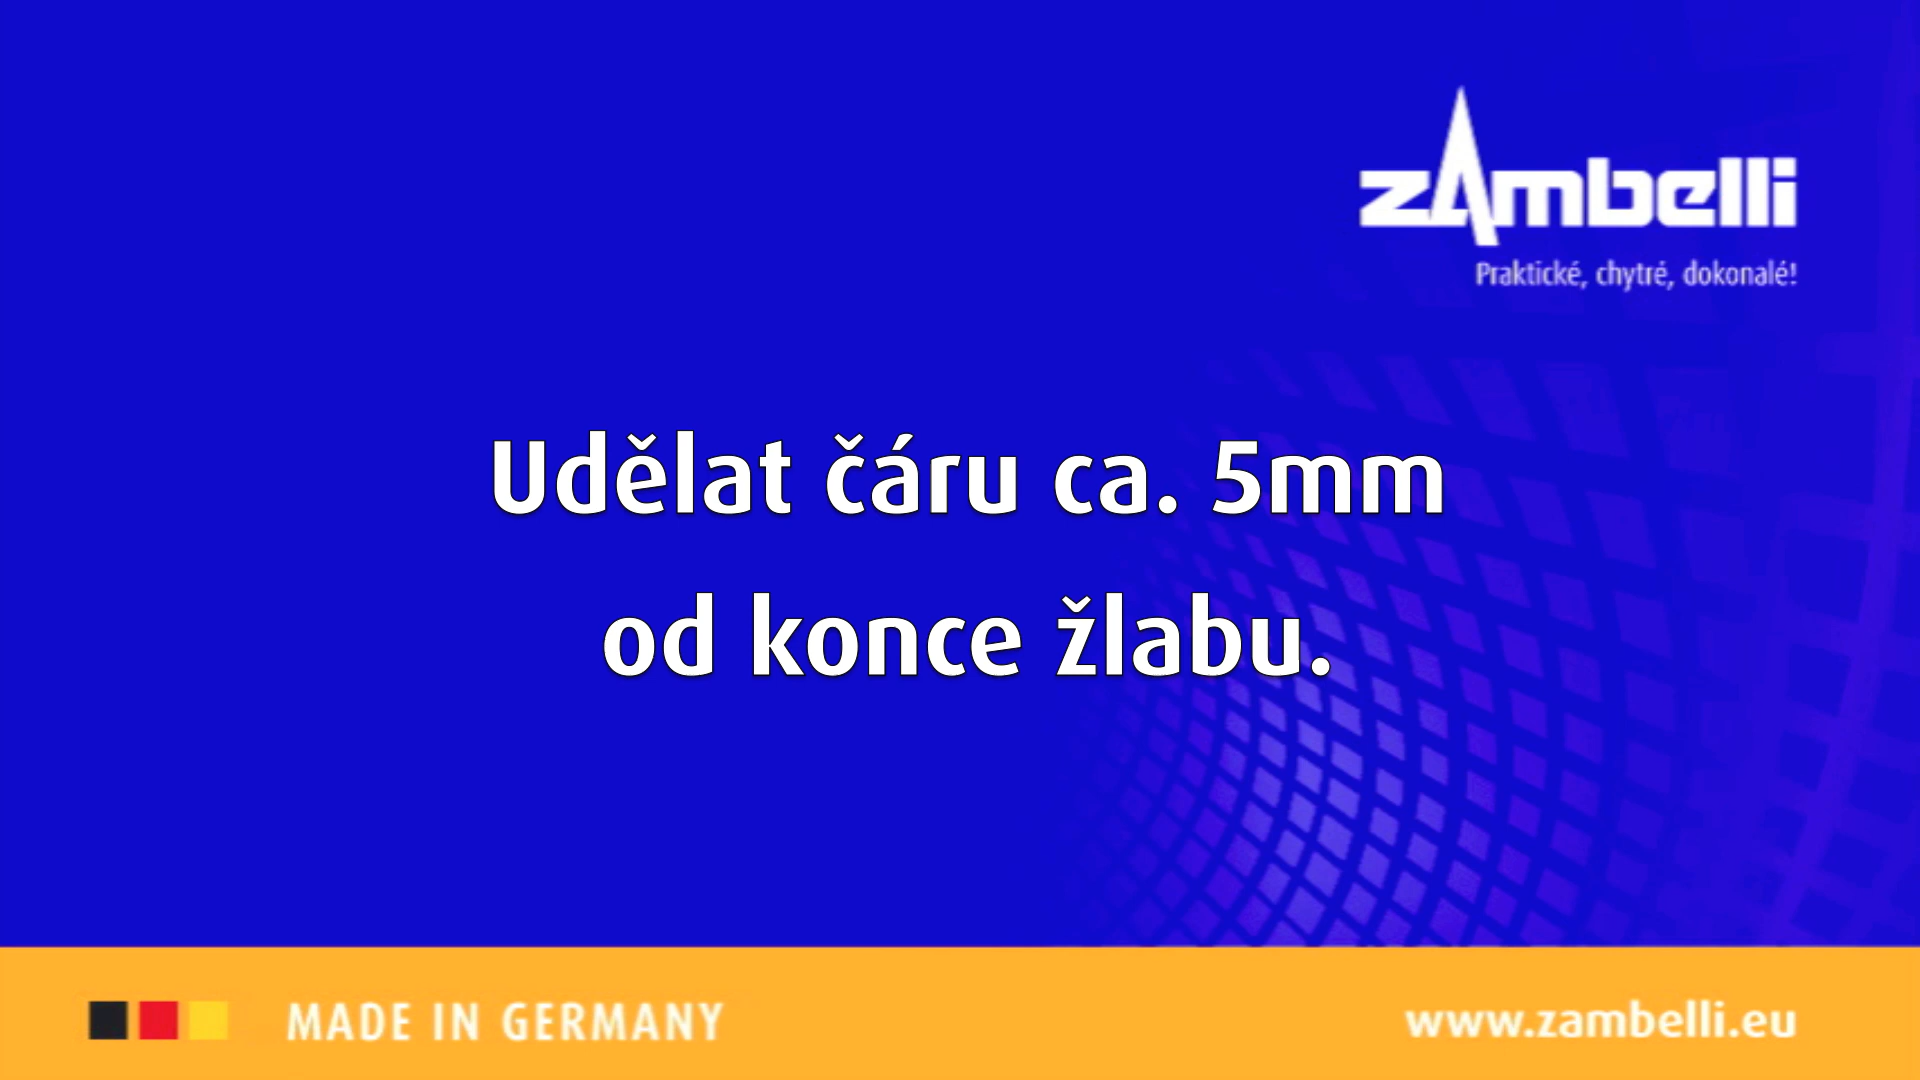 zambelli
Praktické, chytré, dokonalé!
Udělat čáru ca. 5mm
od konce žlabu.
MADE IN GERMANY
www.zambelli.eu